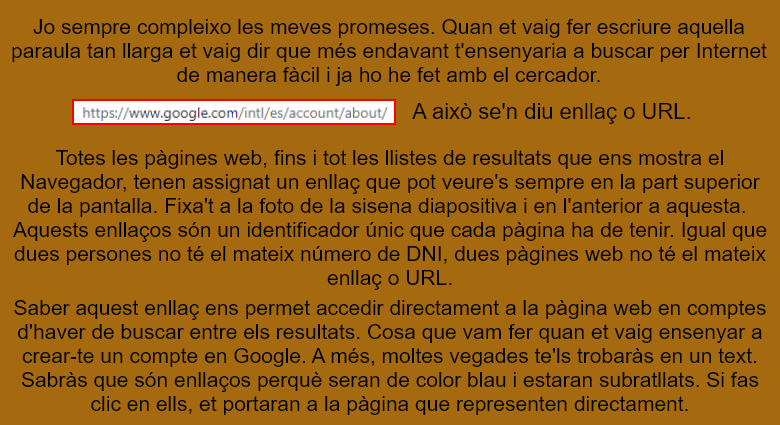 Jo sempre compleixo les meves promeses. Quan et vaig fer escriure aquella
paraula tan llarga et vaig dir que més endavant t'ensenyaria a buscar per Internet
de manera fàcil i ja ho he fet amb el cercador.
https://www.google.com/intl/es/account/about/ A això se'n diu enllaç o URL.
Totes les pàgines web, fins i tot les llistes de resultats que ens mostra el
Navegador, tenen assignat un enllaç que pot veure's sempre en la part superior
de la pantalla. Fixa't a la foto de la sisena diapositiva i en l'anterior a aquesta.
Aquests enllaços són un identificador únic que cada pàgina ha de tenir. Igual que
dues persones no té el mateix número de DNI, dues pàgines web no té el mateix
enllaç o URL.
Saber aquest enllaç ens permet accedir directament a la pàgina web en comptes
d'haver de buscar entre els resultats. Cosa que vam fer quan et vaig ensenyar a
crear-te un compte en Google. A més, moltes vegades te'ls trobaràs en un text.
Sabràs que són enllaços perquè seran de color blau i estaran subratllats. Si fas
clic en ells, et portaran a la pàgina que representen directament.